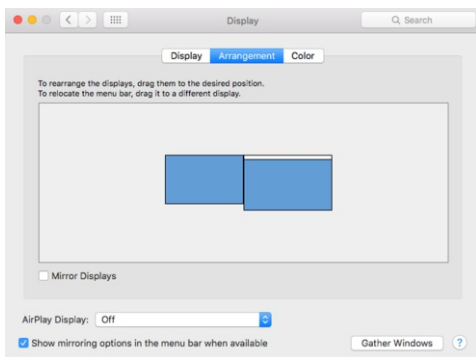 Display
Search
Display Arrangement Color
To rearrange the displays, drag them to the desired position.
To relocate the menu bar, drag it to a different display.
Mirror Displays
AirPlay Display: Off
Show mirroring options in the menu bar when available
Gather Windows ?